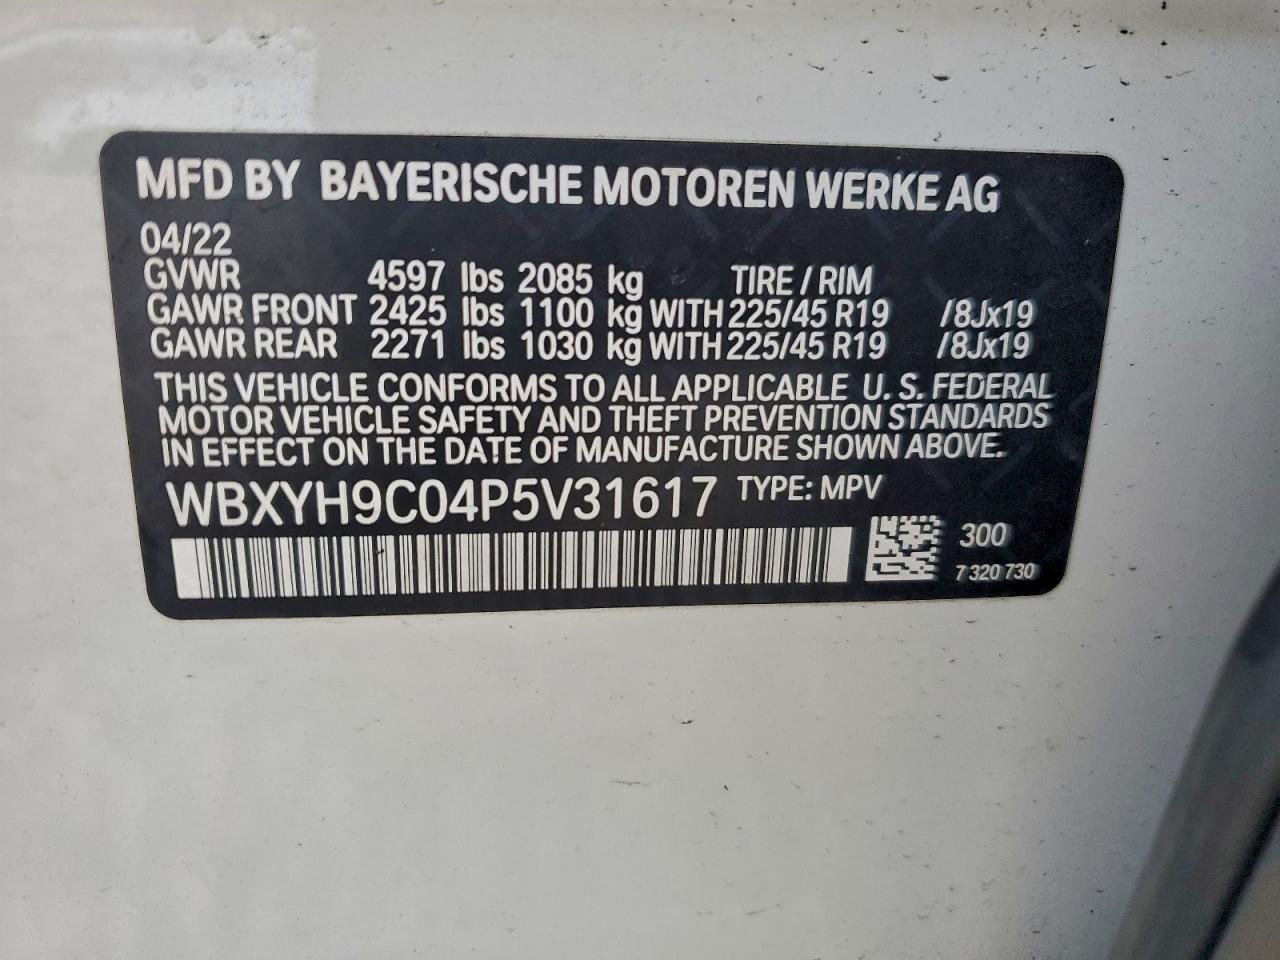 MFD BY BAYERISCHE MOTOREN WERKE AG
04/22
GVWR 4597 lbs 2085 kg TIRE / RIM
GAWR FRONT 2425 lbs 1100 kg WITH 225/45 R19 /8Jx19
GAWR REAR 2271 lbs 1030 kg WITH 225/45 R19 /8Jx19
THIS VEHICLE CONFORMS TO ALL APPLICABLE U. S. FEDERAL
MOTOR VEHICLE SAFETY AND THEFT PREVENTION STANDARDS
IN EFFECT ON THE DATE OF MANUFACTURE SHOWN ABOVE.
WBXYH9C04P5V31617 TYPE: MPV
300
7 320 730